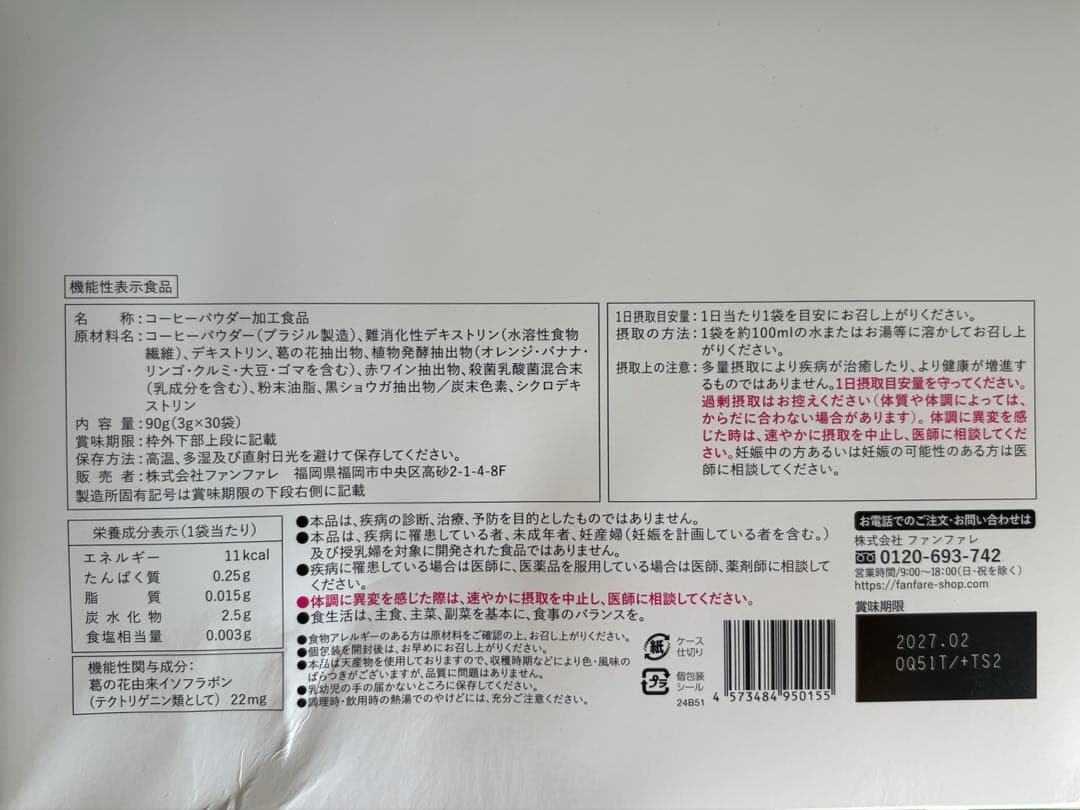 機能性表示食品
名　　称:コーヒーパウダー加工食品
原材料名:コーヒーパウダー(ブラジル製造)、難消化性デキストリン(水溶性食物
繊維)、デキストリン、葛の花抽出物、植物発酵抽出物(オレンジ・バナナ・
リンゴ・クルミ・大豆・ゴマを含む)、赤ワイン抽出物、殺菌乳酸菌混合末
(乳成分を含む)、粉末油脂、黒ショウガ抽出物/炭末色素、シクロデキ
ストリン
内 容 量:90g(3g×30袋)
賞味期限:枠外下部上段に記載
保存方法:高温、多湿及び直射日光を避けて保存してください。
販 売 者:株式会社ファンファレ　福岡県福岡市中央区高砂2-1-4-8F
製造所固有記号は賞味期限の下段右側に記載
1日摂取目安量:1日当たり1袋を目安にお召し上がりください。
摂取の方法:1袋を約100mlの水またはお湯等に溶かしてお召し上
がりください。
摂取上の注意:多量摂取により疾病が治癒したり、より健康が増進す
るものではありません。1日摂取目安量を守ってください。
過剰摂取はお控えください(体質や体調によっては、
からだに合わない場合があります)。体調に異変を感
じた時は、速やかに摂取を中止し、医師に相談してくだ
さい。妊娠中の方あるいは妊娠の可能性のある方は医
師に相談してください。
栄養成分表示(1袋当たり)
エネルギー 11kcal
たんぱく質 0.25g
脂　　質 0.015g
炭水化物 2.5g
食塩相当量 0.003g
機能性関与成分:
葛の花由来イソフラボン
(テクトリゲニン類として) 22mg
●本品は、疾病の診断、治療、予防を目的としたものではありません。
●本品は、疾病に罹患している者、未成年者、妊産婦(妊娠を計画している者を含む。)
及び授乳婦を対象に開発された食品ではありません。
●疾病に罹患している場合は医師に、医薬品を服用している場合は医師、薬剤師に相談して
ください。
●体調に異変を感じた際は、速やかに摂取を中止し、医師に相談してください。
●食生活は、主食、主菜、副菜を基本に、食事のバランスを。
●食物アレルギーのある方は原材料をご確認の上、お召し上がりください。
●個包装を開封後は、お早めにお召し上がりください。
●本品は天産物を使用しておりますので、収穫時期などにより色・風味の
ばらつきがございますが、品質に問題はありません。
●乳幼児の手の届かないところに保存してください。
●調理時・飲用時の熱湯でのやけどには、充分ご注意ください。
紙
ケース
仕切り
プラ
個包装
シール
24B51
4 573484 950155
お電話でのご注文・お問い合わせは
株式会社 ファンファレ
0120-693-742
営業時間/9:00〜18:00(日・祝を除く)
https://fanfare-shop.com
賞味期限
2027.02
0Q51T/+TS2